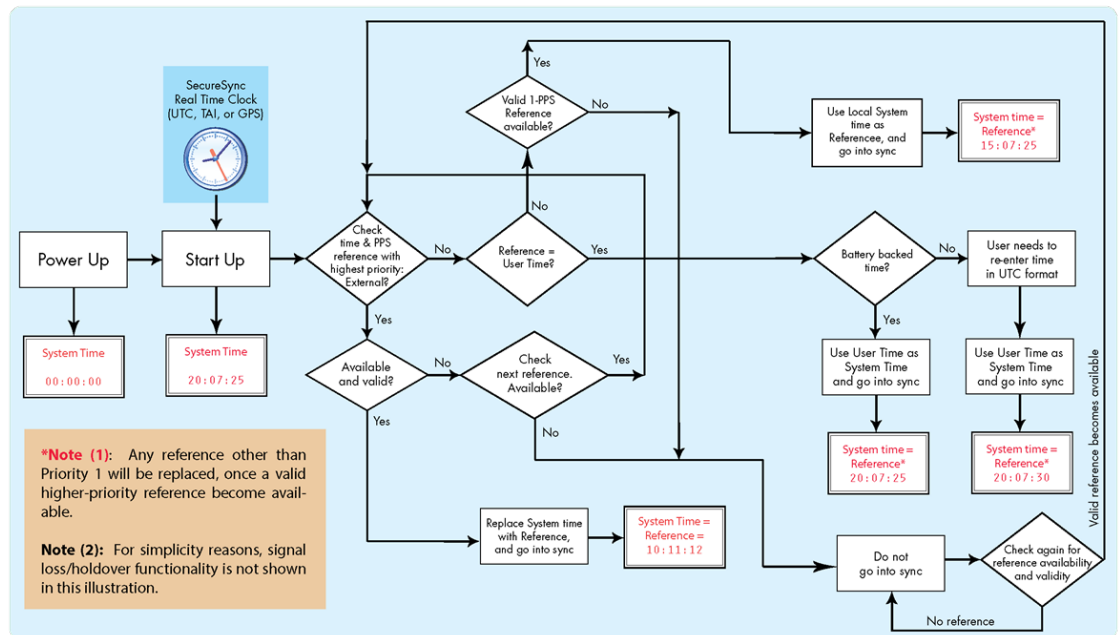 SecureSync
Real Time Clock
(UTC, TAI, or GPS)
Power Up
Start Up
System Time
00:00:00
System Time
20:07:25
Check
time & PPS
reference with
highest priority:
External?
No
Yes
Reference =
User Time?
No
Yes
Valid 1-PPS
Reference
available?
Yes
No
Use Local System
time as
Referencee, and
go into sync
System time =
Reference*
15:07:25
Battery backed
time?
No
Yes
User needs to
re-enter time
in UTC format
Use User Time as
System Time
and go into sync
Use User Time as
System Time
and go into sync
System time =
Reference*
20:07:25
System time =
Reference*
20:07:30
Available
and valid?
No
Yes
Check
next reference.
Available?
Yes
No
Replace System time
with Reference,
and go into sync
System Time =
Reference =
10:11:12
Do not
go into sync
Check again for
reference availability
and validity
No reference
Valid reference becomes available
*Note (1): Any reference other than
Priority 1 will be replaced, once a valid
higher-priority reference become avail-
able.
Note (2): For simplicity reasons, signal
loss/holdover functionality is not shown
in this illustration.